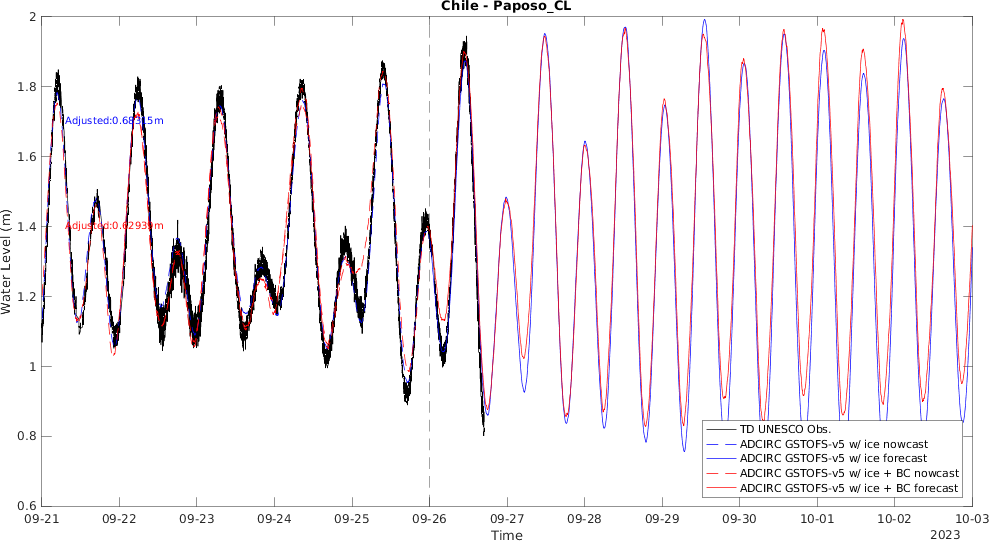 Chile - Paposo_CL
2
1.8
1.6
1.4
1.2
1
0.8
0.6
Water Level (m)
Adjusted:0.68315m
Adjusted:0.62939m
TD UNESCO Obs.
ADCIRC GSTOFS-v5 w/ ice nowcast
ADCIRC GSTOFS-v5 w/ ice forecast
ADCIRC GSTOFS-v5 w/ ice + BC nowcast
ADCIRC GSTOFS-v5 w/ ice + BC forecast
09-21 09-22 09-23 09-24 09-25 09-26 09-27 09-28 09-29 09-30 10-01 10-02 10-03
Time
2023